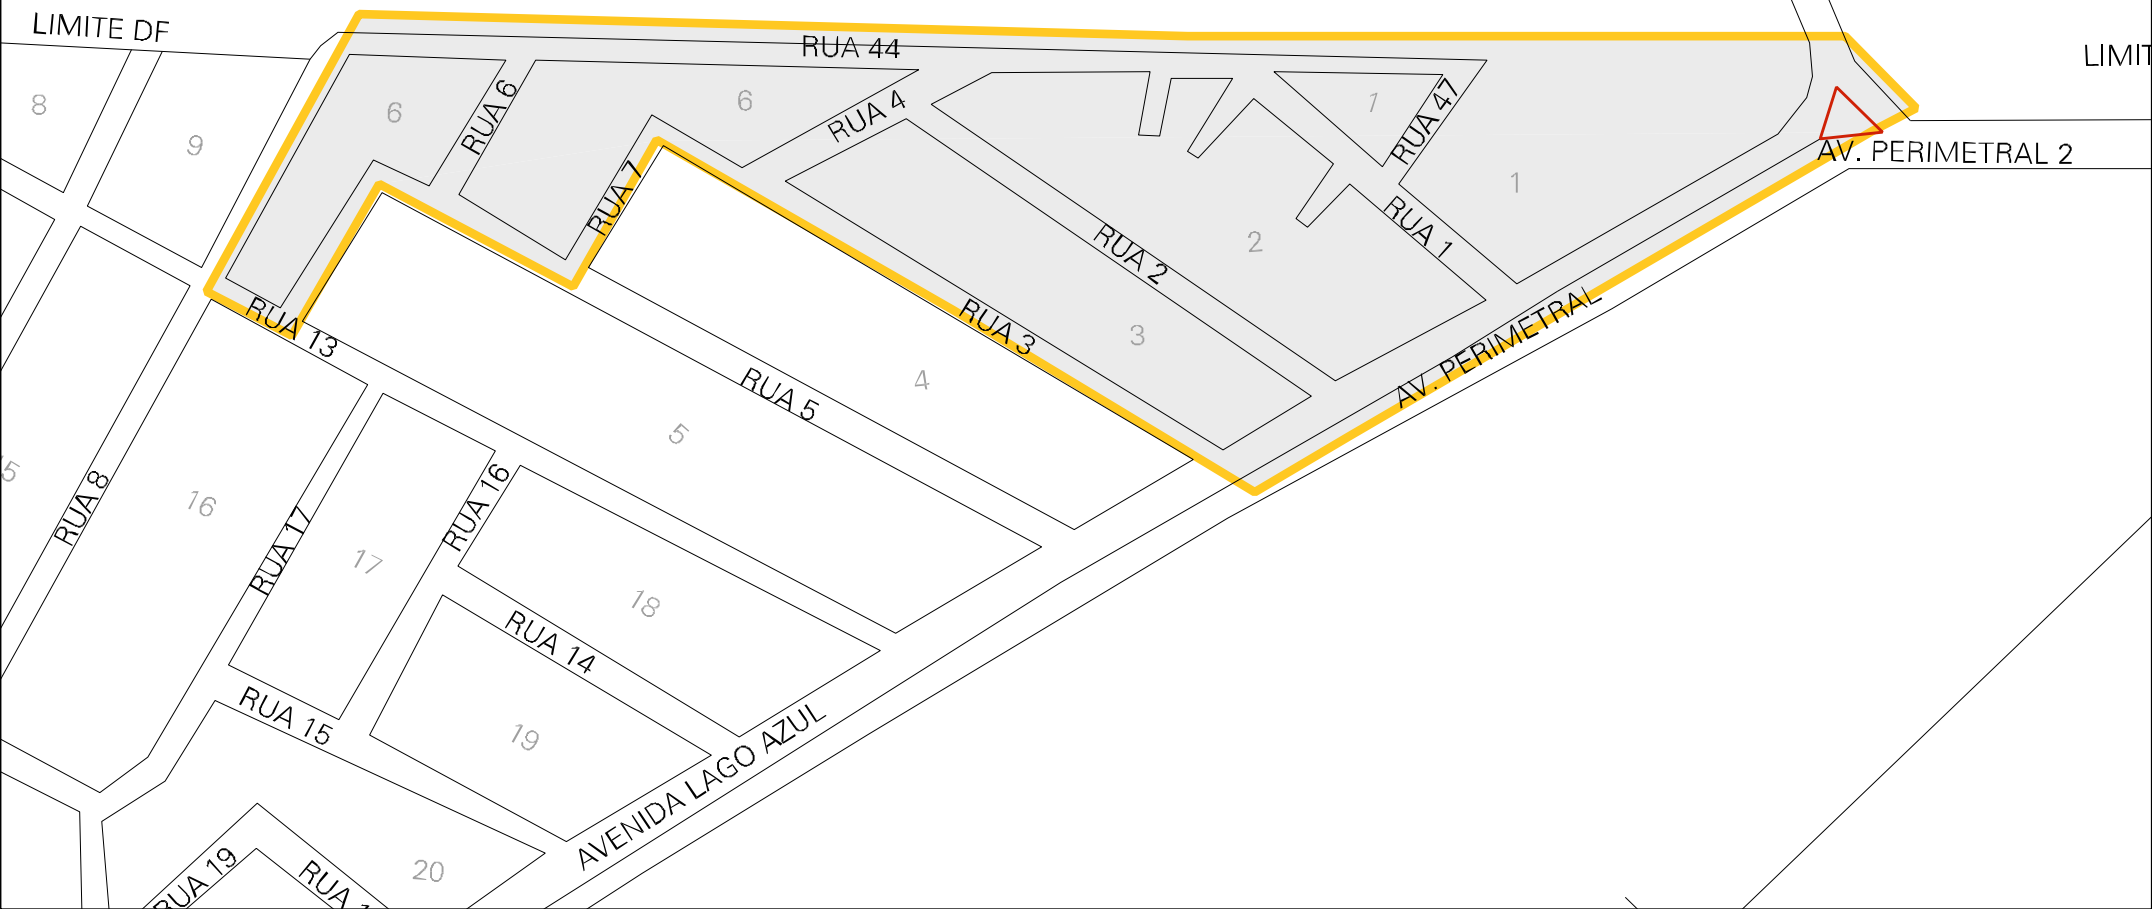 LIMITE DF
RUA 44
8
9
6
RUA 6
6
RUA 4
1
RUA 47
AV. PERIMETRAL 2
RUA 7
1
RUA 1
2
RUA 2
RUA 13
RUA 3
3
AV. PERIMETRAL
RUA 5
4
5
16
RUA 8
RUA 17
17
RUA 16
18
RUA 14
RUA 15
19
AVENIDA LAGO AZUL
RUA 19
20